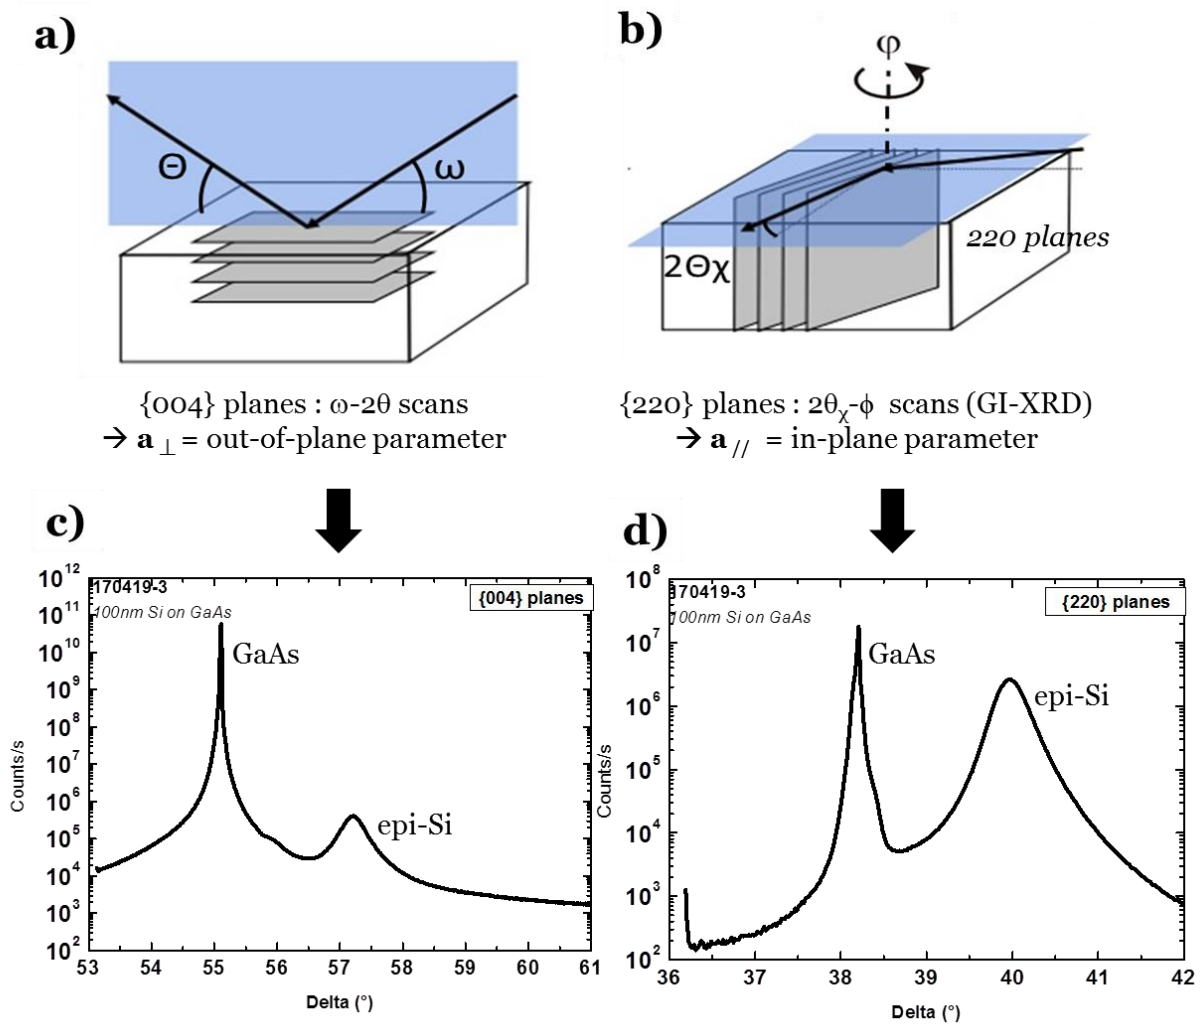 a)
Θ
ω
b)
φ
220 planes
2Θχ
{004} planes : ω-2θ scans
→ a⊥ = out-of-plane parameter
{220} planes : 2θχ-ϕ scans (GI-XRD)
→ a// = in-plane parameter
c)
170419-3
100nm Si on GaAs
{004} planes
GaAs
epi-Si
Counts/s
10^12
10^11
10^10
10^9
10^8
10^7
10^6
10^5
10^4
10^3
10^2
53 54 55 56 57 58 59 60 61
Delta (°)
d)
170419-3
100nm Si on GaAs
{220} planes
GaAs
epi-Si
Counts/s
10^8
10^7
10^6
10^5
10^4
10^3
10^2
36 37 38 39 40 41 42
Delta (°)